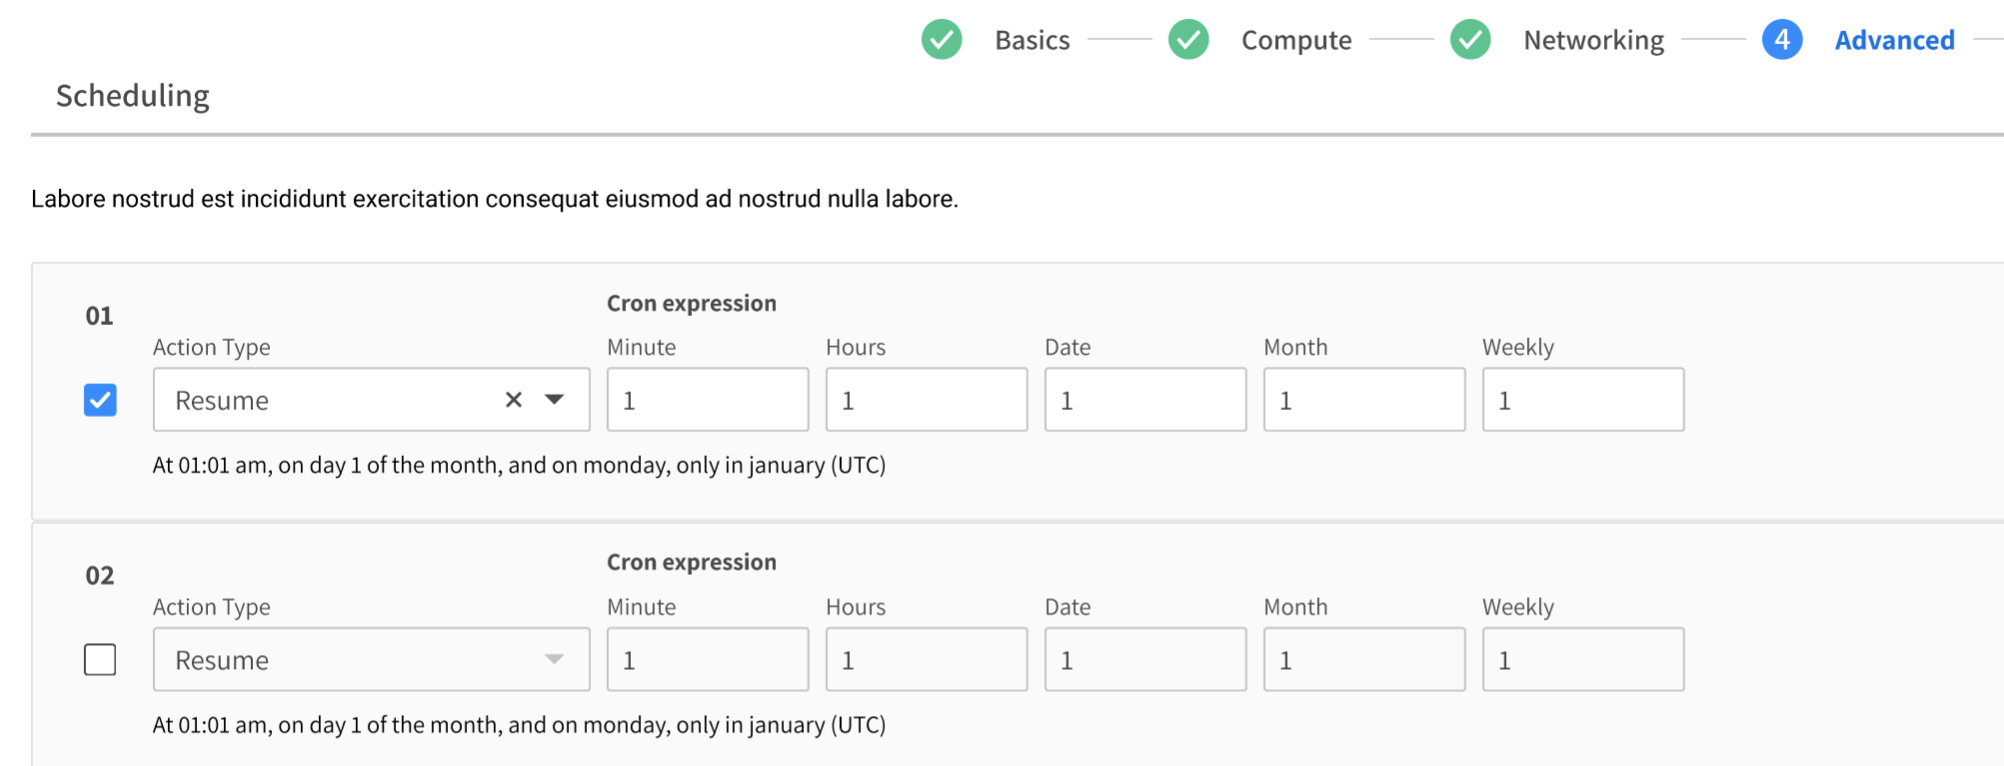 Basics Compute Networking 4 Advanced
Scheduling
Labore nostrud est incididunt exercitation consequat eiusmod ad nostrud nulla labore.
Cron expression
01
Action Type Minute Hours Date Month Weekly
Resume 1 1 1 1 1
At 01:01 am, on day 1 of the month, and on monday, only in january (UTC)
Cron expression
02
Action Type Minute Hours Date Month Weekly
Resume 1 1 1 1 1
At 01:01 am, on day 1 of the month, and on monday, only in january (UTC)